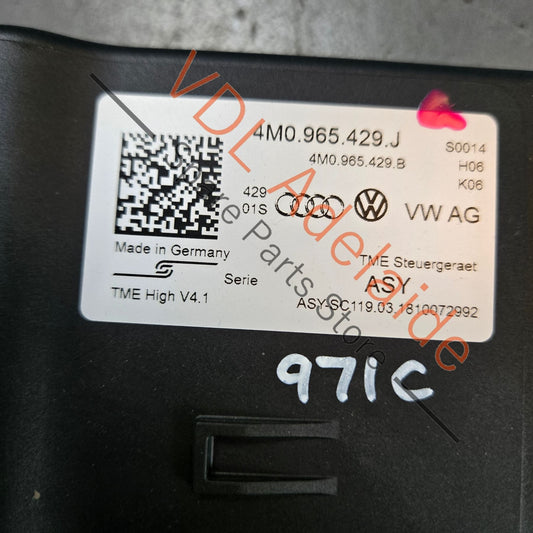 4M0.965.429.J
4M0.965.429.B
S0014
H06
K06
429
01S
VW AG
Made in Germany
TME Steuergeraet
Serie
ASY
TME High V4.1
ASY-SC119.03.1810072992
971C
VDL Adelaide
Spare Parts Store